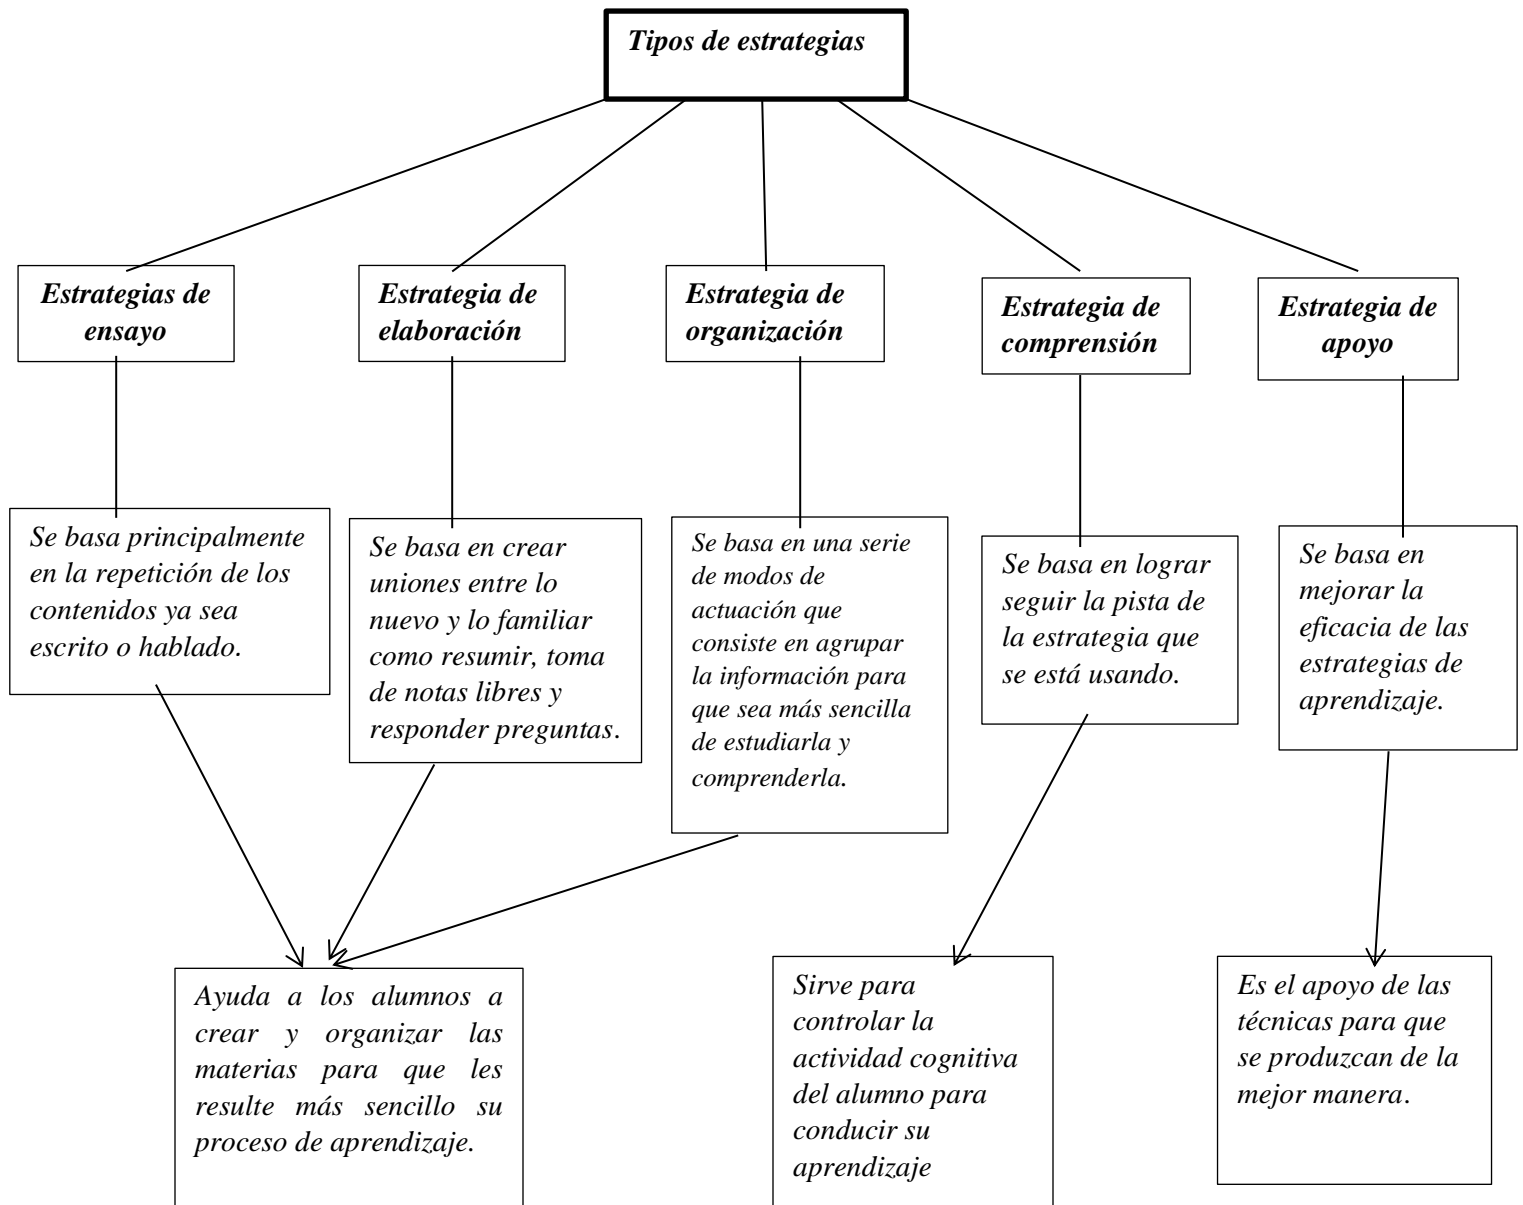 Tipos de estrategias
Estrategias de
ensayo
Estrategia de
elaboración
Estrategia de
organización
Estrategia de
comprensión
Estrategia de
apoyo
Se basa principalmente
en la repetición de los
contenidos ya sea
escrito o hablado.
Se basa en crear
uniones entre lo
nuevo y lo familiar
como resumir, toma
de notas libres y
responder preguntas.
Se basa en una serie
de modos de
actuación que
consiste en agrupar
la información para
que sea más sencilla
de estudiarla y
comprenderla.
Se basa en lograr
seguir la pista de
la estrategia que
se está usando.
Se basa en
mejorar la
eficacia de las
estrategias de
aprendizaje.
Ayuda a los alumnos a
crear y organizar las
materias para que les
resulte más sencillo su
proceso de aprendizaje.
Sirve para
controlar la
actividad cognitiva
del alumno para
conducir su
aprendizaje
Es el apoyo de las
técnicas para que
se produzcan de la
mejor manera.